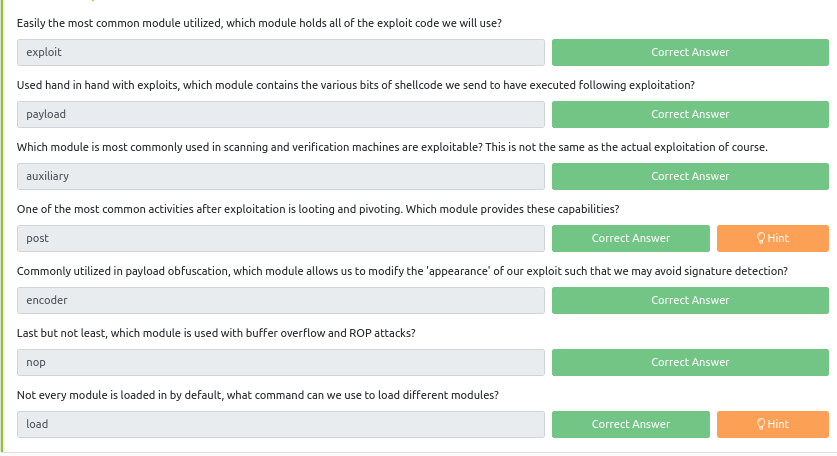 Easily the most common module utilized, which module holds all of the exploit code we will use?
exploit
Correct Answer
Used hand in hand with exploits, which module contains the various bits of shellcode we send to have executed following exploitation?
payload
Correct Answer
Which module is most commonly used in scanning and verification machines are exploitable? This is not the same as the actual exploitation of course.
auxiliary
Correct Answer
One of the most common activities after exploitation is looting and pivoting. Which module provides these capabilities?
post
Correct Answer
Hint
Commonly utilized in payload obfuscation, which module allows us to modify the 'appearance' of our exploit such that we may avoid signature detection?
encoder
Correct Answer
Last but not least, which module is used with buffer overflow and ROP attacks?
nop
Correct Answer
Not every module is loaded in by default, what command can we use to load different modules?
load
Correct Answer
Hint